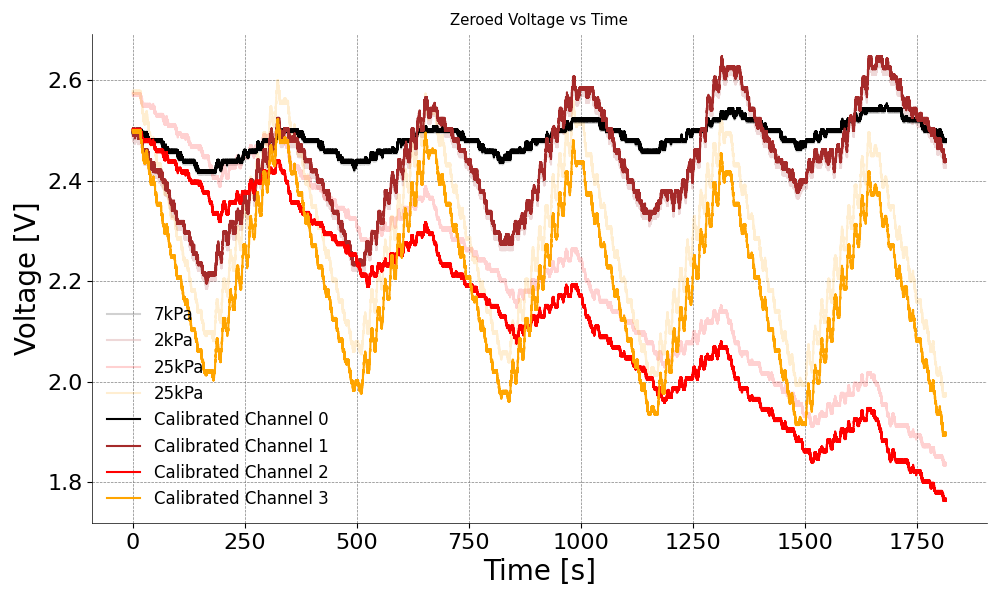 Zeroed Voltage vs Time
Voltage [V]
2.6
2.4
2.2
2.0
1.8
7kPa
2kPa
25kPa
25kPa
Calibrated Channel 0
Calibrated Channel 1
Calibrated Channel 2
Calibrated Channel 3
0 250 500 750 1000 1250 1500 1750
Time [s]